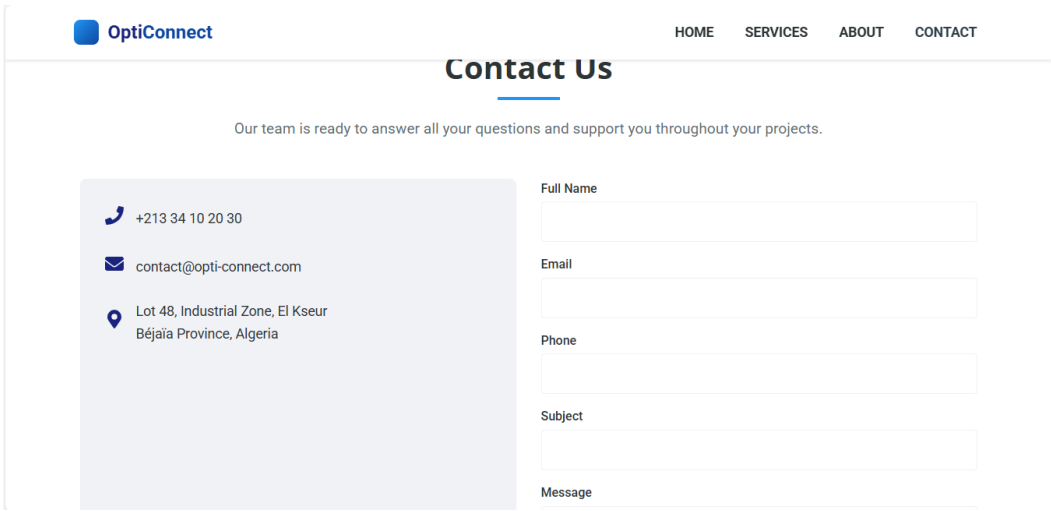 OptiConnect
HOME SERVICES ABOUT CONTACT
Contact Us
Our team is ready to answer all your questions and support you throughout your projects.
+213 34 10 20 30
contact@opti-connect.com
Lot 48, Industrial Zone, El Kseur
Béjaïa Province, Algeria
Full Name
Email
Phone
Subject
Message